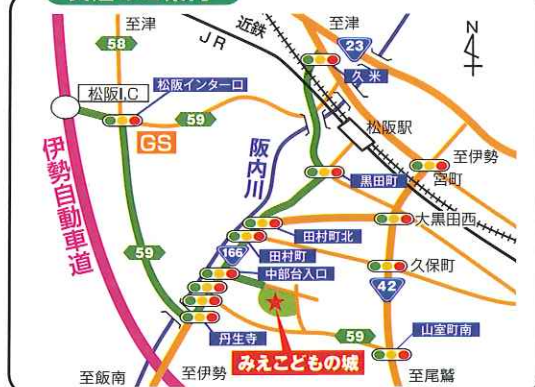 至津
近鉄
JR
至津
N
58
23
松阪I.C
松阪インター口
久米
59
GS
松阪駅
阪内川
伊勢自動車道
至伊勢
宮町
黒田町
大黒田西
田村町北
田村町
166
59
中部台入口
久保町
42
丹生寺
59
山室町南
みえこどもの城
至飯南
至伊勢
至尾鷲